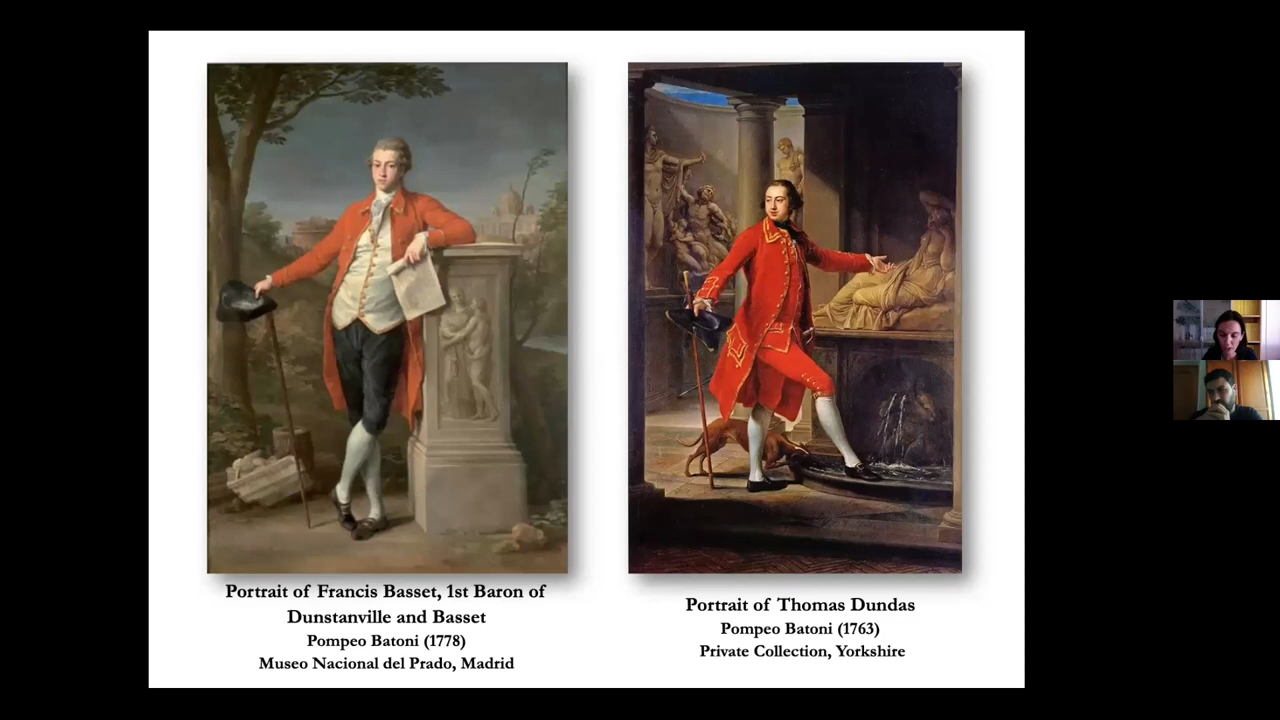 Portrait of Francis Basset, 1st Baron of
Dunstanville and Basset
Pompeo Batoni (1778)
Museo Nacional del Prado, Madrid
Portrait of Thomas Dundas
Pompeo Batoni (1763)
Private Collection, Yorkshire